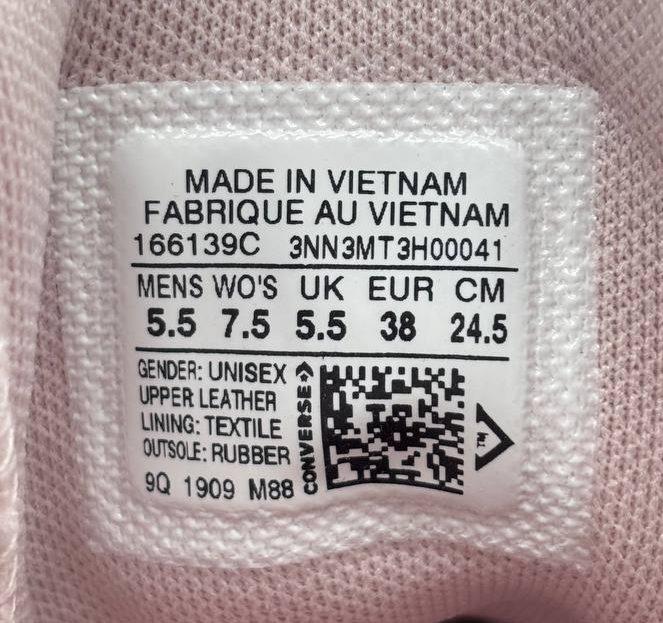 MADE IN VIETNAM
FABRIQUE AU VIETNAM
166139C 3NN3MT3H00041
MENS WO'S UK EUR CM
5.5 7.5 5.5 38 24.5
GENDER: UNISEX
UPPER LEATHER
LINING: TEXTILE
OUTSOLE: RUBBER
9Q 1909 M88
CONVERSE
TM